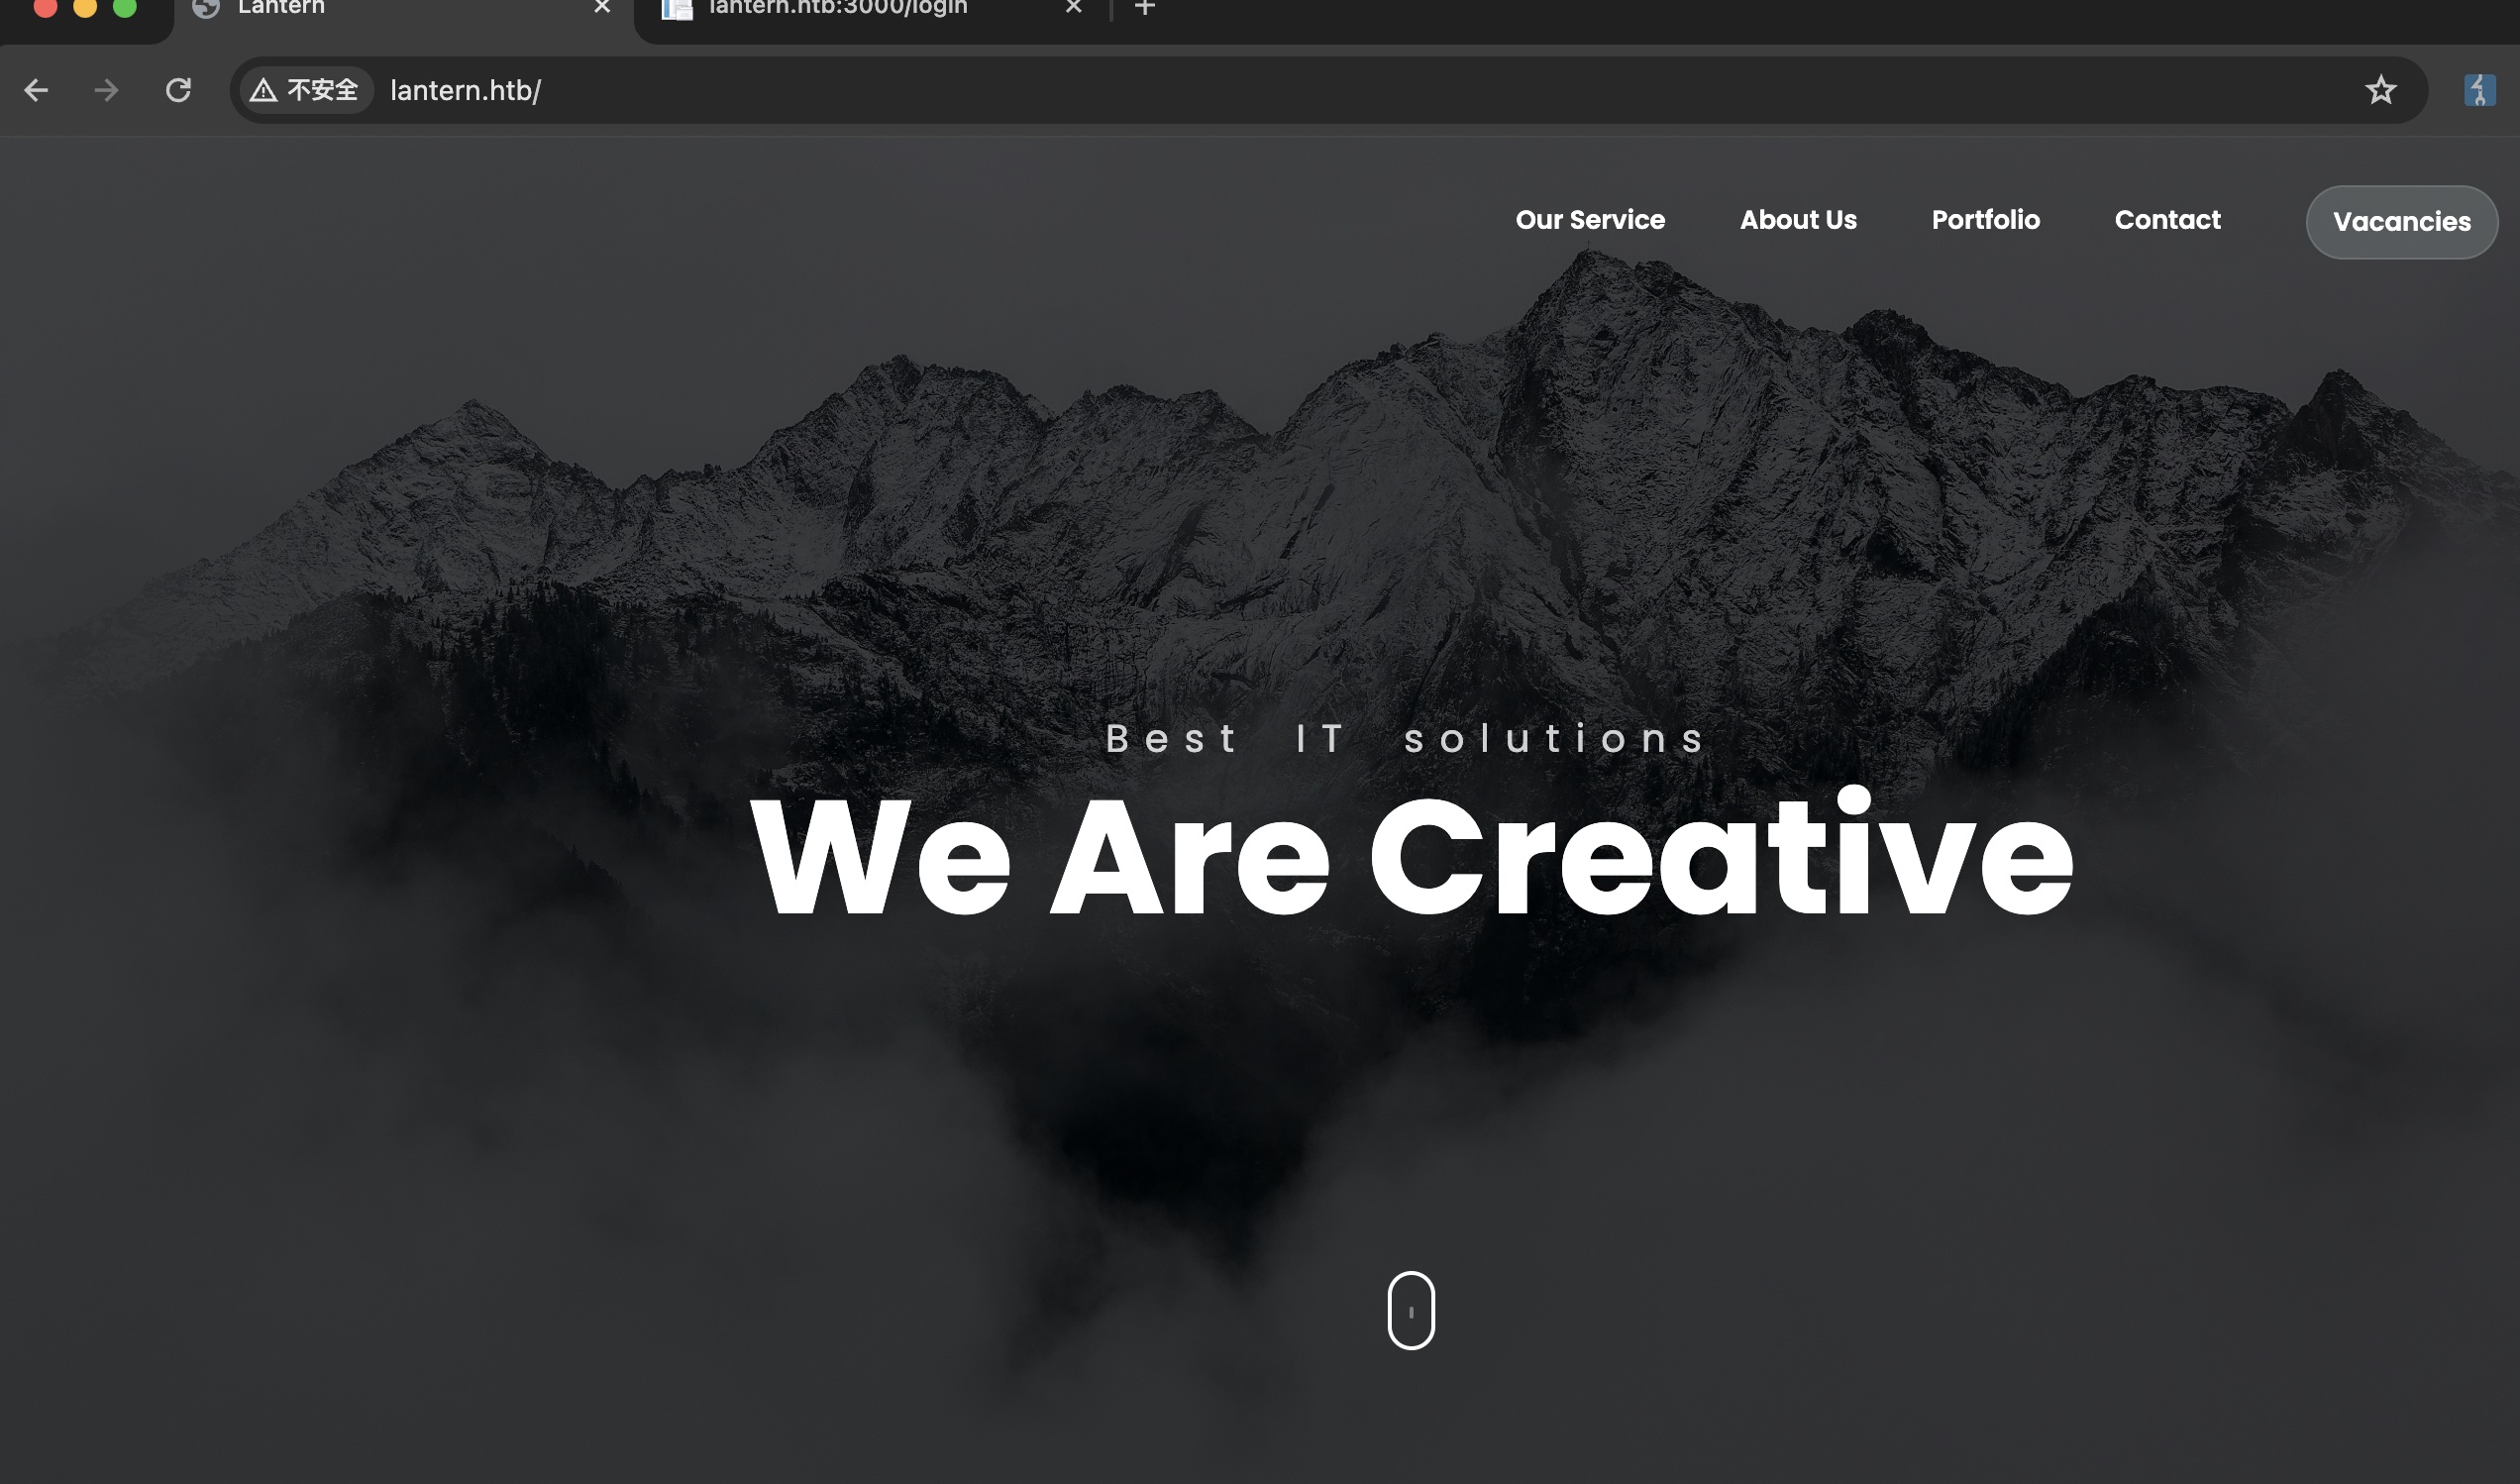 Lantern
lantern.htb:3000/login
不安全 lantern.htb/
Our Service About Us Portfolio Contact Vacancies
Best IT solutions
We Are Creative